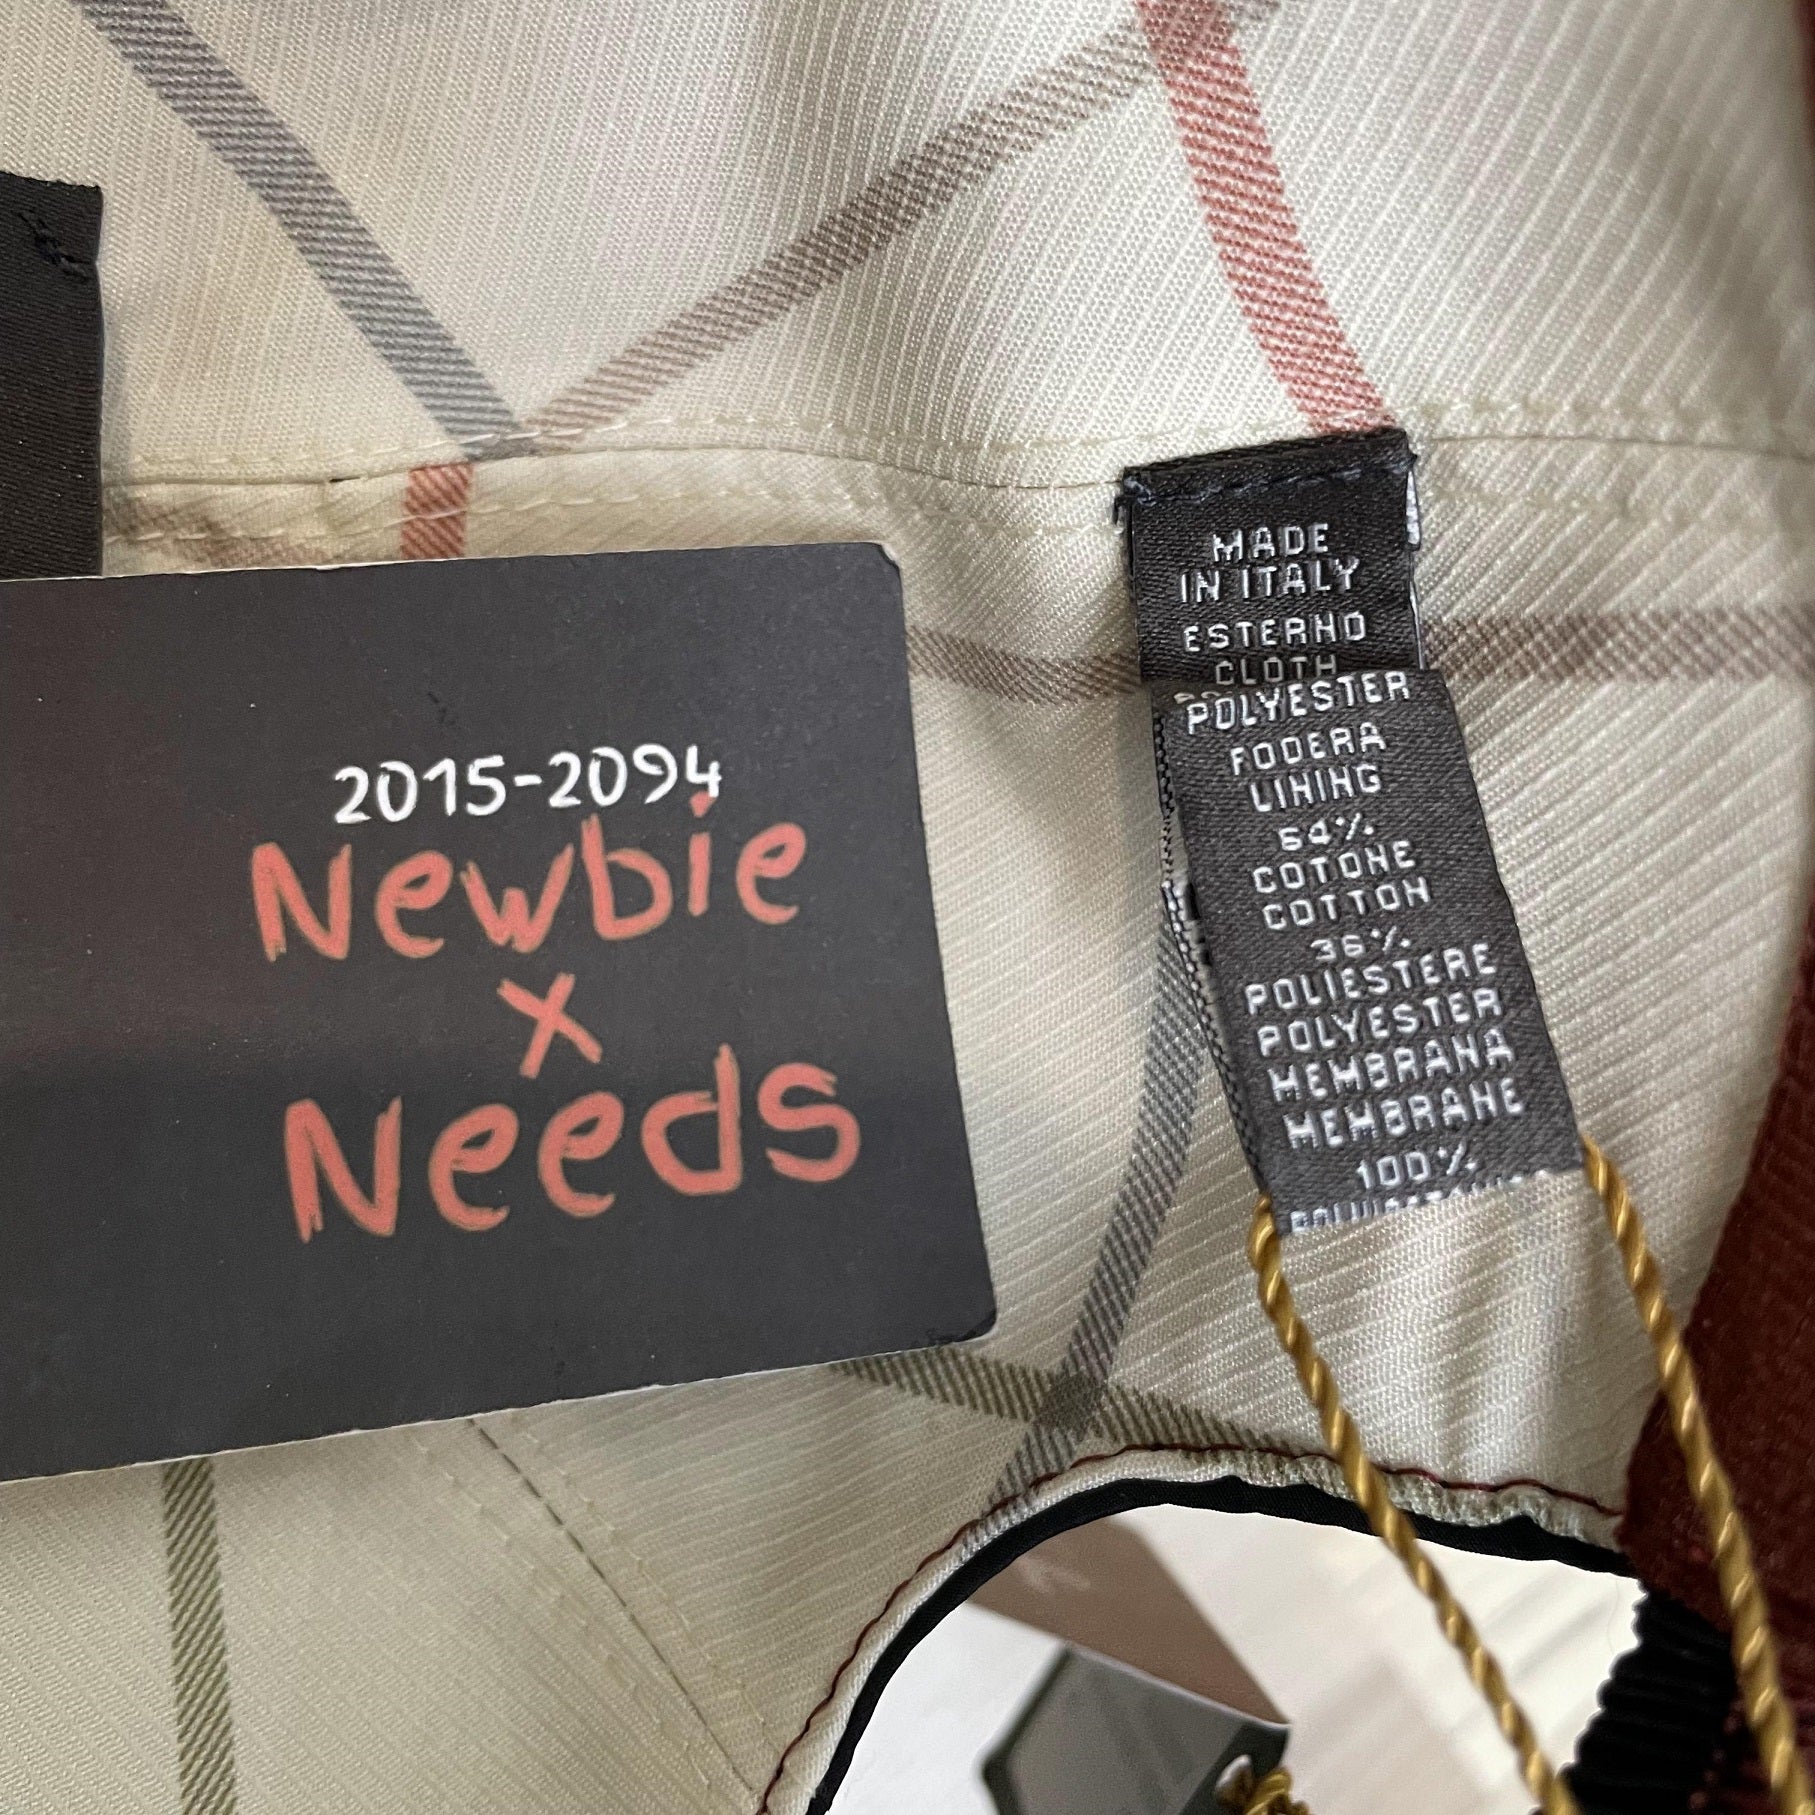 2015-2094
Newbie
x
Needs
MADE
IN ITALY
ESTERNO
CLOTH
POLYESTER
FODERA
LINING
64%
COTONE
COTTON
36%
POLIESTERE
POLYESTER
MEMBRANA
MEMBRANE
100%